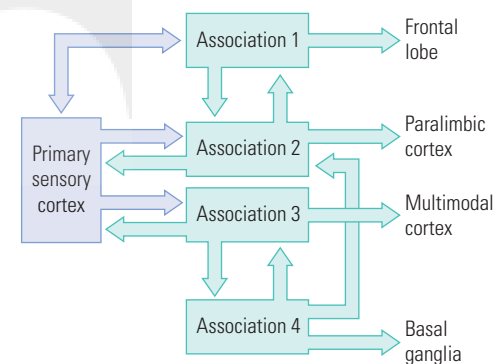 Association 1
Frontal
lobe
Primary
sensory
cortex
Association 2
Paralimbic
cortex
Association 3
Multimodal
cortex
Association 4
Basal
ganglia